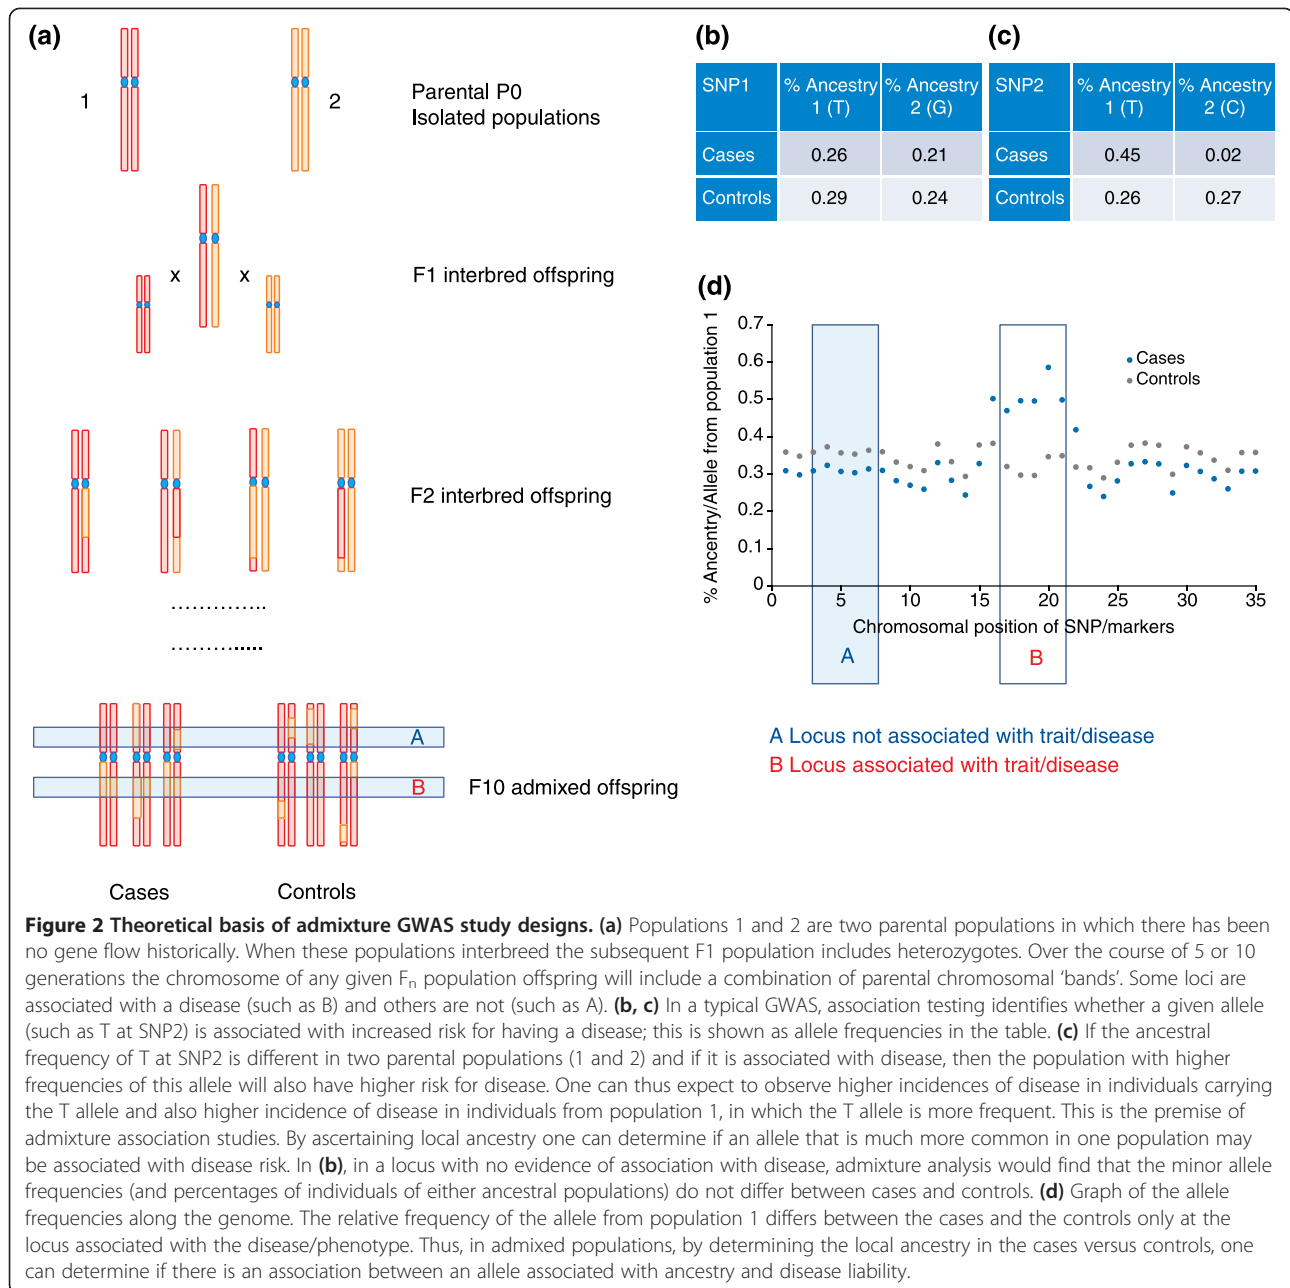 (a)
1
2
Parental P0
Isolated populations
x
x
F1 interbred offspring
F2 interbred offspring
..............
..............
A
B
F10 admixed offspring
Cases
Controls
(b)
SNP1
% Ancestry
1 (T)
% Ancestry
2 (G)
Cases
0.26
0.21
Controls
0.29
0.24
(c)
SNP2
% Ancestry
1 (T)
% Ancestry
2 (C)
Cases
0.45
0.02
Controls
0.26
0.27
(d)
% Ancentry/Allele from population 1
0.7
0.6
0.5
0.4
0.3
0.2
0.1
0
Cases
Controls
0 5 10 15 20 25 30 35
Chromosomal position of SNP/markers
A
B
A Locus not associated with trait/disease
B Locus associated with trait/disease
Figure 2 Theoretical basis of admixture GWAS study designs. (a) Populations 1 and 2 are two parental populations in which there has been
no gene flow historically. When these populations interbreed the subsequent F1 population includes heterozygotes. Over the course of 5 or 10
generations the chromosome of any given Fn population offspring will include a combination of parental chromosomal ‘bands’. Some loci are
associated with a disease (such as B) and others are not (such as A). (b, c) In a typical GWAS, association testing identifies whether a given allele
(such as T at SNP2) is associated with increased risk for having a disease; this is shown as allele frequencies in the table. (c) If the ancestral
frequency of T at SNP2 is different in two parental populations (1 and 2) and if it is associated with disease, then the population with higher
frequencies of this allele will also have higher risk for disease. One can thus expect to observe higher incidences of disease in individuals carrying
the T allele and also higher incidence of disease in individuals from population 1, in which the T allele is more frequent. This is the premise of
admixture association studies. By ascertaining local ancestry one can determine if an allele that is much more common in one population may
be associated with disease risk. In (b), in a locus with no evidence of association with disease, admixture analysis would find that the minor allele
frequencies (and percentages of individuals of either ancestral populations) do not differ between cases and controls. (d) Graph of the allele
frequencies along the genome. The relative frequency of the allele from population 1 differs between the cases and the controls only at the
locus associated with the disease/phenotype. Thus, in admixed populations, by determining the local ancestry in the cases versus controls, one
can determine if there is an association between an allele associated with ancestry and disease liability.